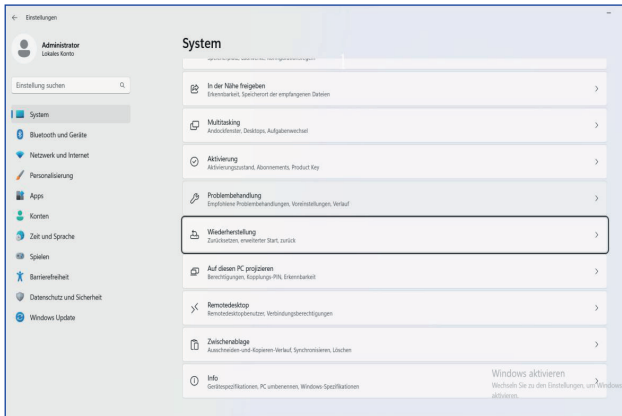 Einstellungen
Administrator
Lokales Konto
Einstellung suchen
System
Bluetooth und Geräte
Netzwerk und Internet
Personalisierung
Apps
Konten
Zeit und Sprache
Spielen
Barrierefreiheit
Datenschutz und Sicherheit
Windows Update
System
In der Nähe freigeben
Erkennbarkeit, Speicherort der empfangenen Dateien
Multitasking
Andockfenster, Desktops, Aufgabenwechsel
Aktivierung
Aktivierungszustand, Abonnements, Product Key
Problembehandlung
Empfohlene Problembehandlungen, Voreinstellungen, Verlauf
Wiederherstellung
Zurücksetzen, erweiterter Start, zurück
Auf diesen PC projizieren
Berechtigungen, Kopplungs-PIN, Erkennbarkeit
Remotedesktop
Remotedesktopbenutzer, Verbindungsberechtigungen
Zwischenablage
Ausschneiden-und-Kopieren-Verlauf, Synchronisieren, Löschen
Info
Gerätespezifikationen, PC umbenennen, Windows-Spezifikationen
Windows aktivieren
Wechseln Sie zu den Einstellungen, um Windows
aktivieren.